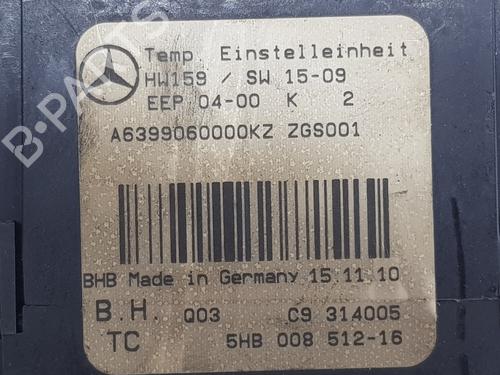 Temp. Einstelleinheit
HW159 / SW 15-09
EEP 04-00 K 2
A6399060000KZ ZGS001
BHB Made in Germany 15.11.10
B.H. Q03 C9 314005
TC 5HB 008 512-16
B-PARTS